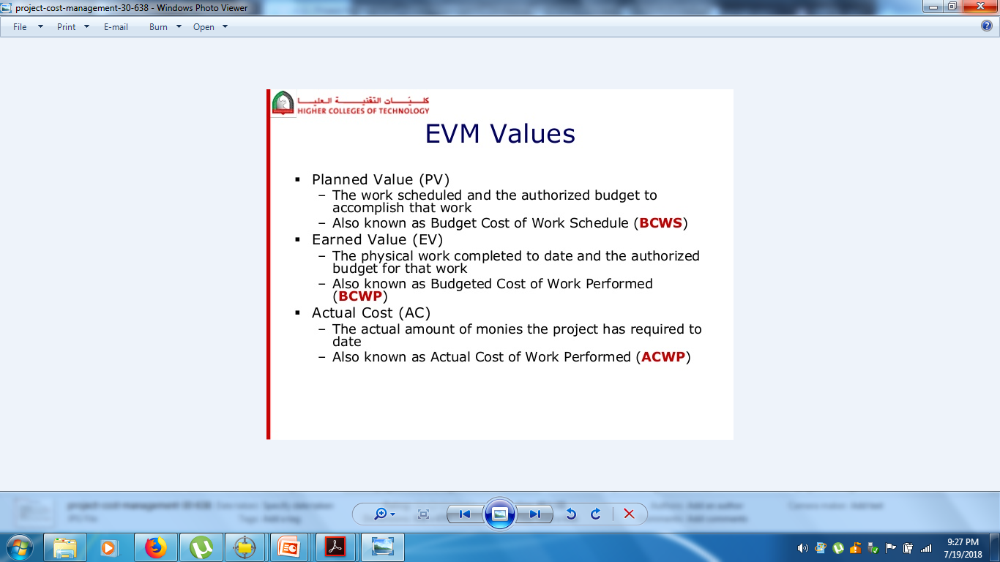 project-cost-management-30-638 - Windows Photo Viewer
File Print E-mail Burn Open
كليات التقنية العليا
HIGHER COLLEGES OF TECHNOLOGY
EVM Values
▪ Planned Value (PV)
– The work scheduled and the authorized budget to
accomplish that work
– Also known as Budget Cost of Work Schedule (BCWS)
▪ Earned Value (EV)
– The physical work completed to date and the authorized
budget for that work
– Also known as Budgeted Cost of Work Performed
(BCWP)
▪ Actual Cost (AC)
– The actual amount of monies the project has required to
date
– Also known as Actual Cost of Work Performed (ACWP)
9:27 PM
7/19/2018